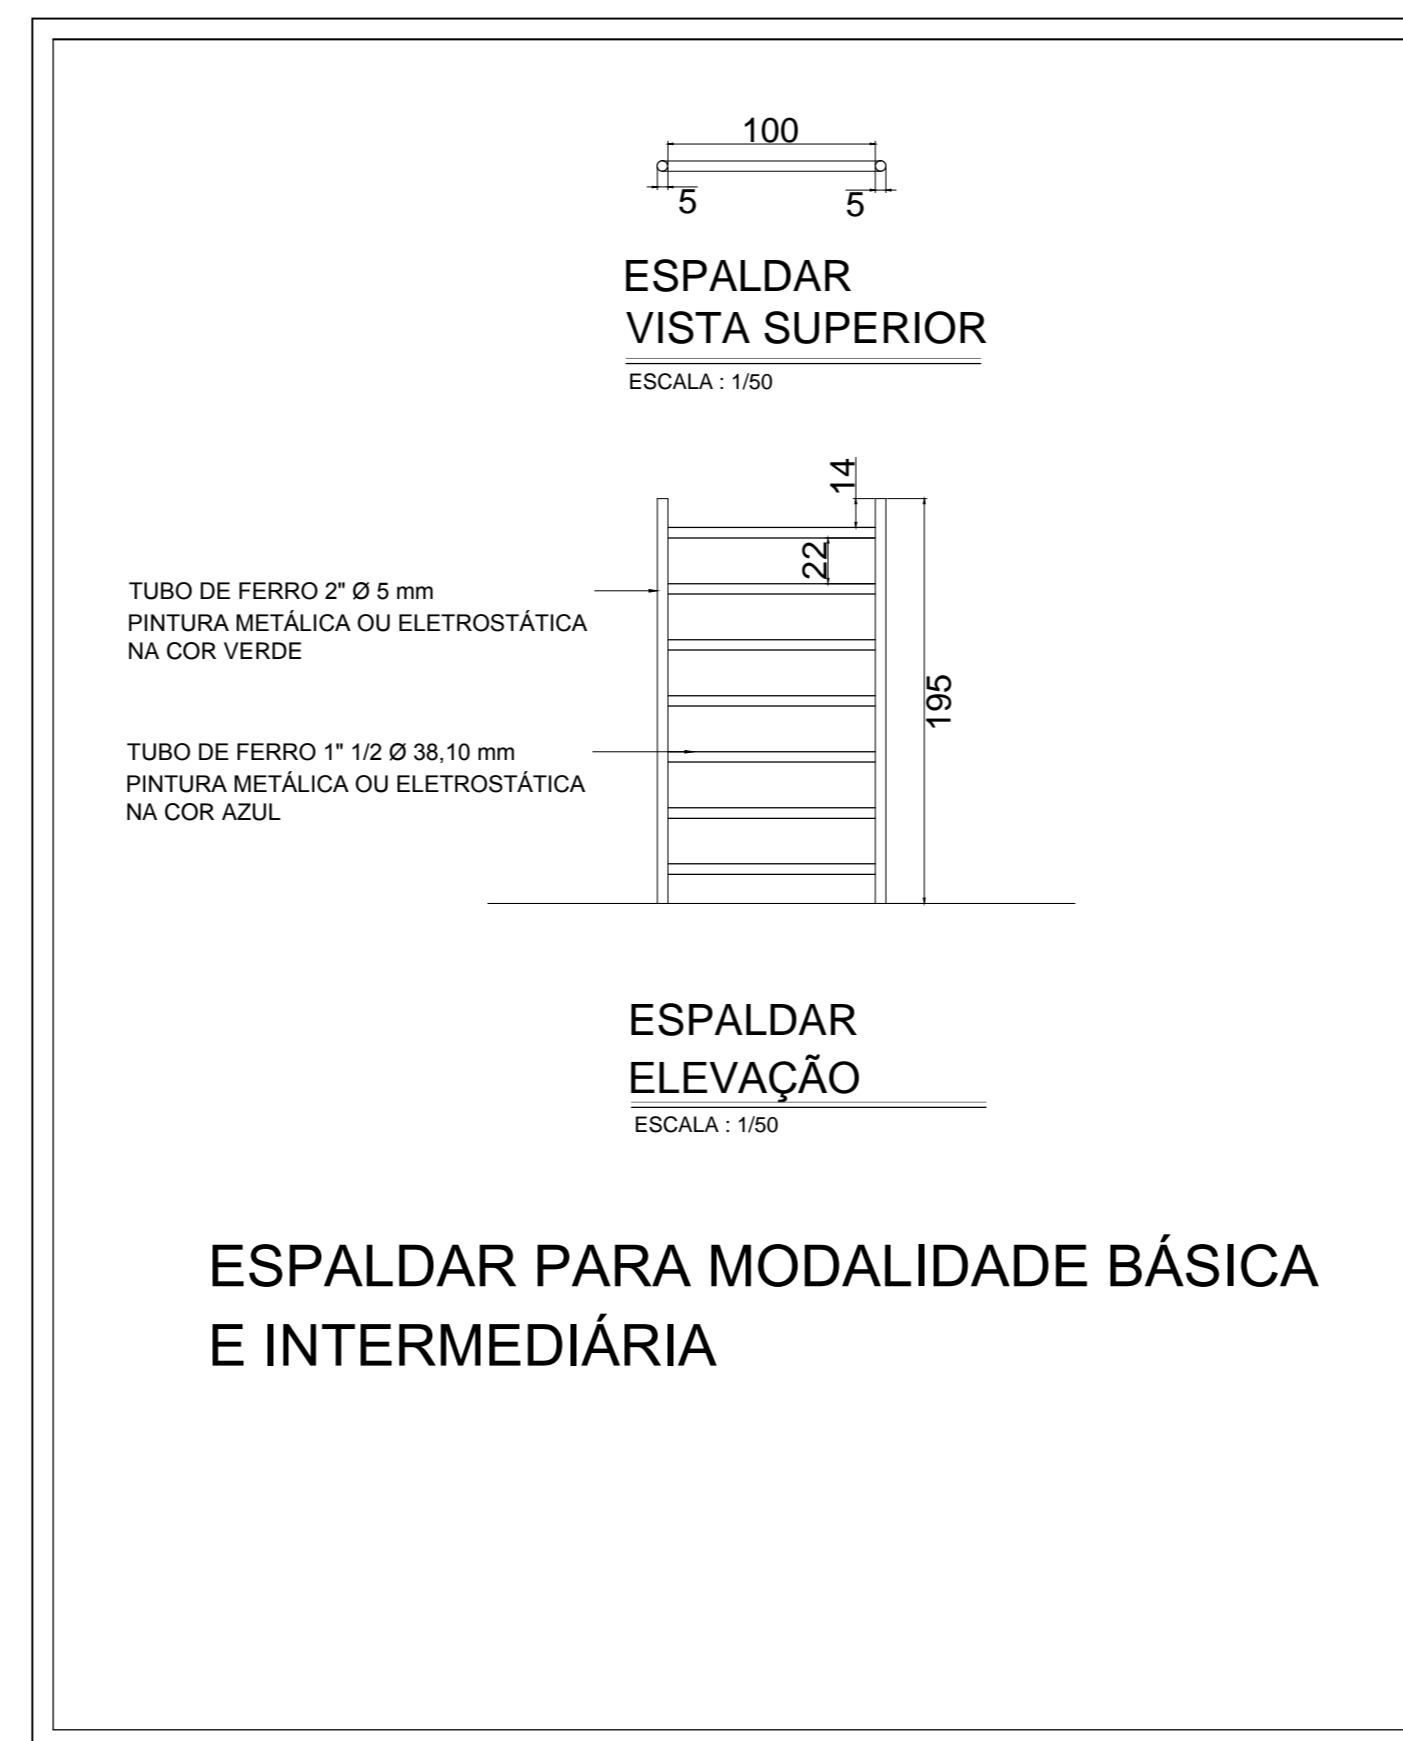 100
5
5
ESPALDAR
VISTA SUPERIOR
ESCALA : 1/50
14
22
195
TUBO DE FERRO 2" Ø 5 mm
PINTURA METÁLICA OU ELETROSTÁTICA
NA COR VERDE
TUBO DE FERRO 1" 1/2 Ø 38,10 mm
PINTURA METÁLICA OU ELETROSTÁTICA
NA COR AZUL
ESPALDAR
ELEVAÇÃO
ESCALA : 1/50
ESPALDAR PARA MODALIDADE BÁSICA
E INTERMEDIÁRIA